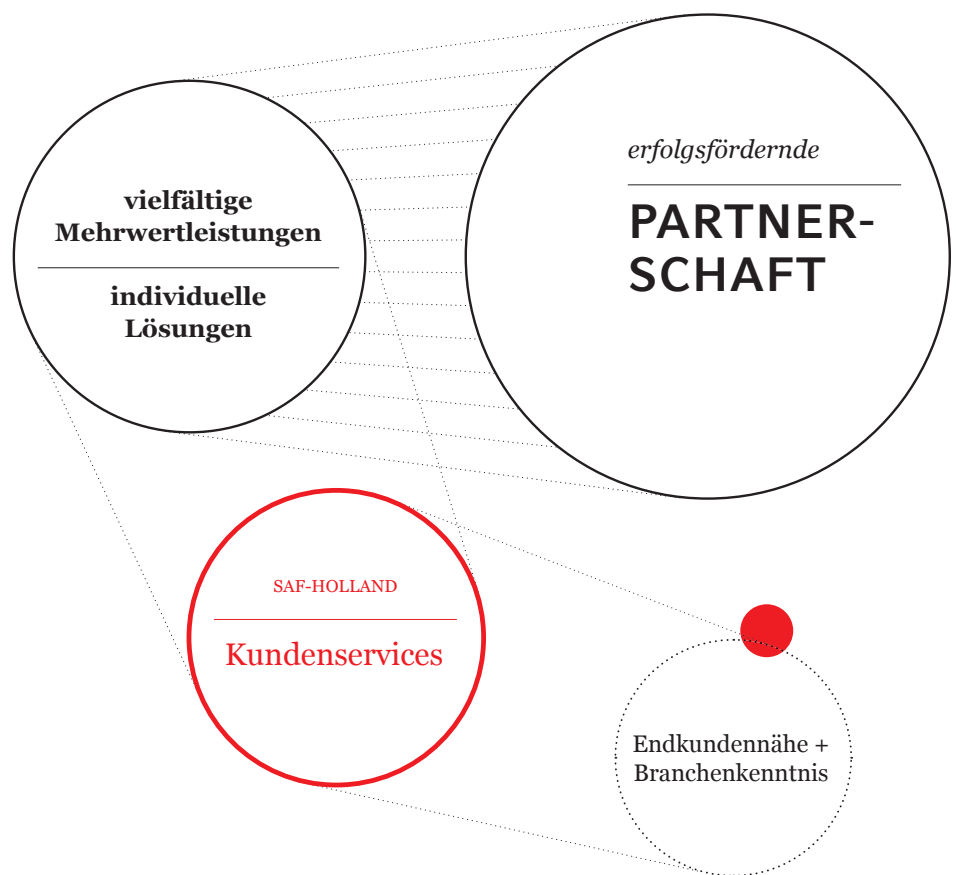 vielfältige
Mehrwertleistungen
individuelle
Lösungen
erfolgsfördernde
PARTNER-
SCHAFT
SAF-HOLLAND
Kundenservices
Endkundennähe +
Branchenkenntnis